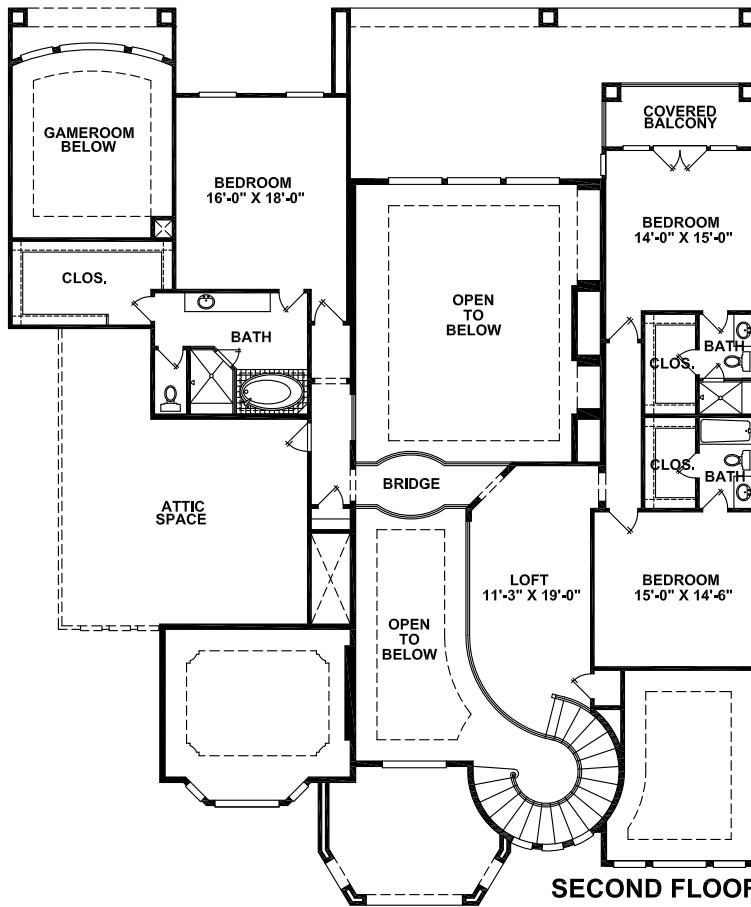 GAMEROOM
BELOW
BEDROOM
16'-0" X 18'-0"
COVERED
BALCONY
BEDROOM
14'-0" X 15'-0"
CLOS.
BATH
OPEN
TO
BELOW
CLOS.
BATH
CLOS.
BATH
BRIDGE
ATTIC
SPACE
LOFT
11'-3" X 19'-0"
BEDROOM
15'-0" X 14'-6"
OPEN
TO
BELOW
SECOND FLOOR